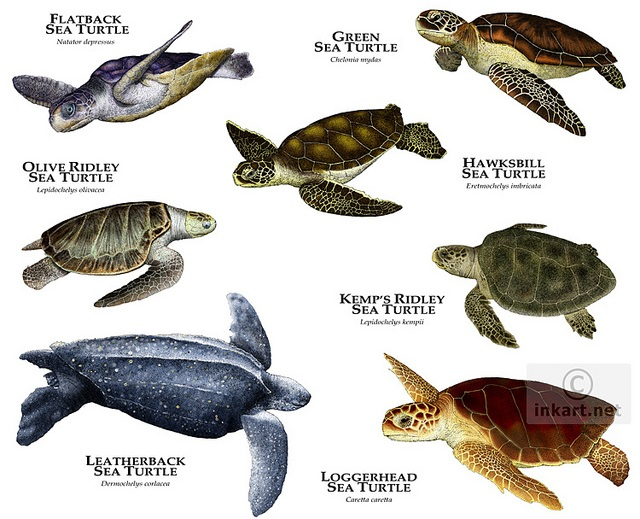 FLATBACK
SEA TURTLE
Natator depressus
GREEN
SEA TURTLE
Chelonia mydas
OLIVE RIDLEY
SEA TURTLE
Lepidochelys olivacea
HAWKSBILL
SEA TURTLE
Eretmochelys imbricata
KEMP'S RIDLEY
SEA TURTLE
Lepidochelys kempii
LEATHERBACK
SEA TURTLE
Dermochelys coriacea
LOGGERHEAD
SEA TURTLE
Caretta caretta
©
inkart.net